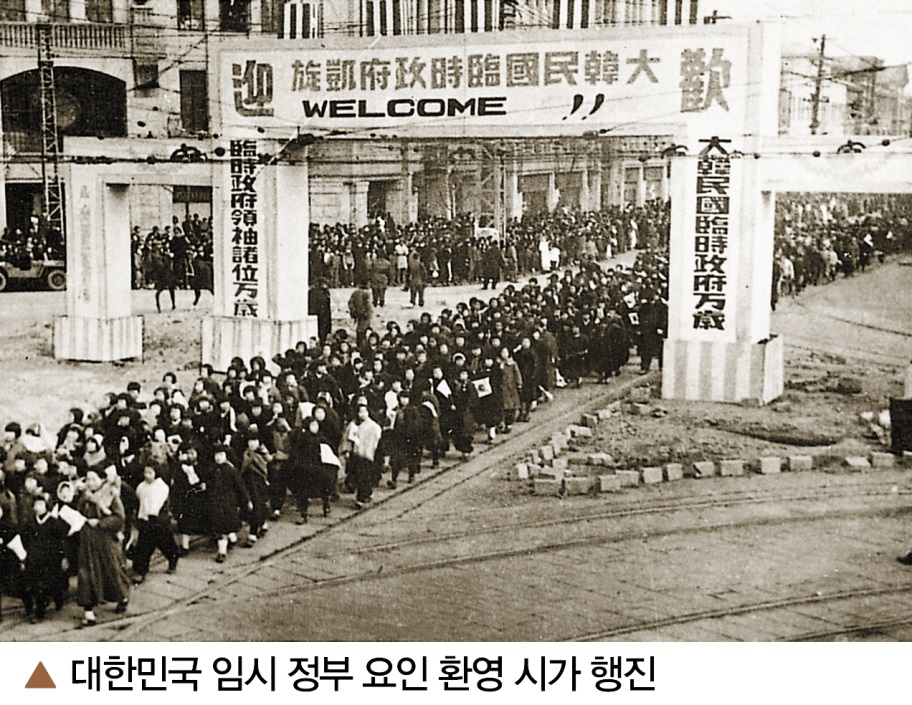 歡 大韓民國臨時政府凱旋 迎
WELCOME !!
大韓民國臨時政府万歲
臨時政府領袖諸位万歲
▲ 대한민국 임시 정부 요인 환영 시가 행진